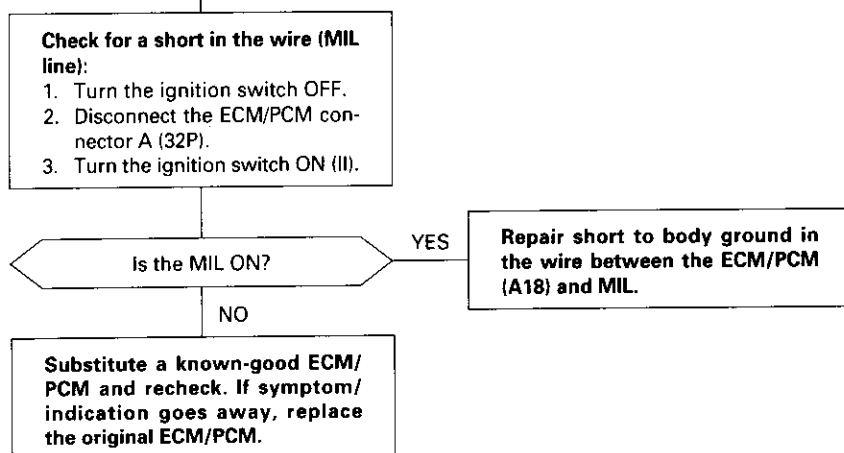 Check for a short in the wire (MIL
line):
1. Turn the ignition switch OFF.
2. Disconnect the ECM/PCM con-
nector A (32P).
3. Turn the ignition switch ON (II).
Is the MIL ON?
YES
Repair short to body ground in
the wire between the ECM/PCM
(A18) and MIL.
NO
Substitute a known-good ECM/
PCM and recheck. If symptom/
indication goes away, replace
the original ECM/PCM.